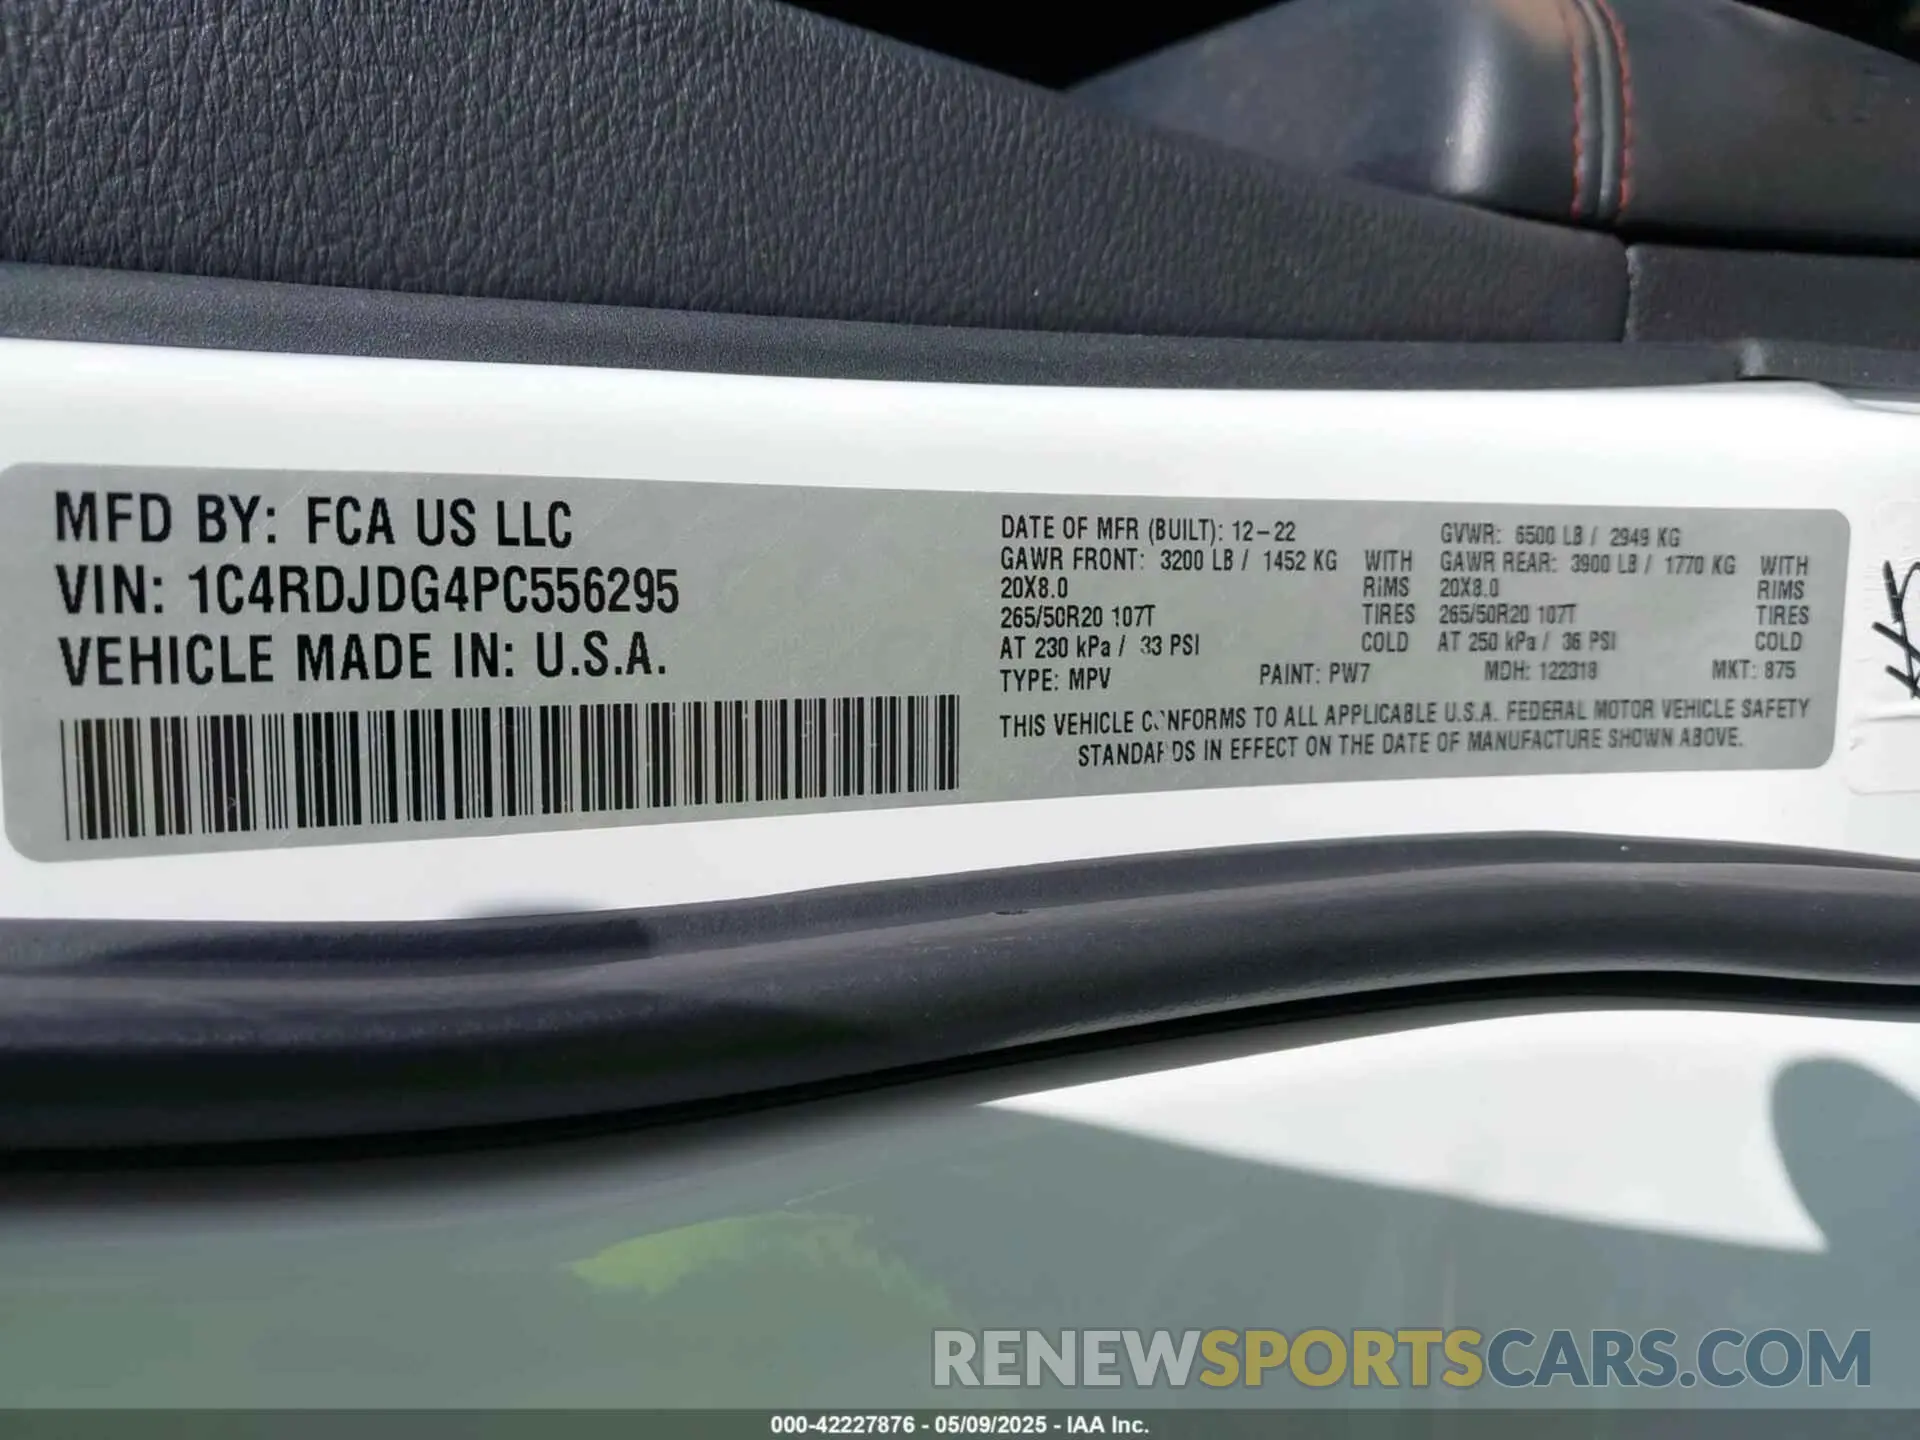 MFD BY: FCA US LLC
VIN: 1C4RDJDG4PC556295
VEHICLE MADE IN: U.S.A.
DATE OF MFR (BUILT): 12-22 GVWR: 6500 LB / 2949 KG
GAWR FRONT: 3200 LB / 1452 KG WITH GAWR REAR: 3900 LB / 1770 KG WITH
20X8.0 RIMS 20X8.0 RIMS
265/50R20 107T TIRES 265/50R20 107T TIRES
AT 230 kPa / 33 PSI COLD AT 250 kPa / 36 PSI COLD
TYPE: MPV PAINT: PW7 MDH: 122318 MKT: 875
THIS VEHICLE CONFORMS TO ALL APPLICABLE U.S.A. FEDERAL MOTOR VEHICLE SAFETY
STANDARDS IN EFFECT ON THE DATE OF MANUFACTURE SHOWN ABOVE.
RENEWSPORTSCARS.COM
000-42227876 - 05/09/2025 - IAA Inc.